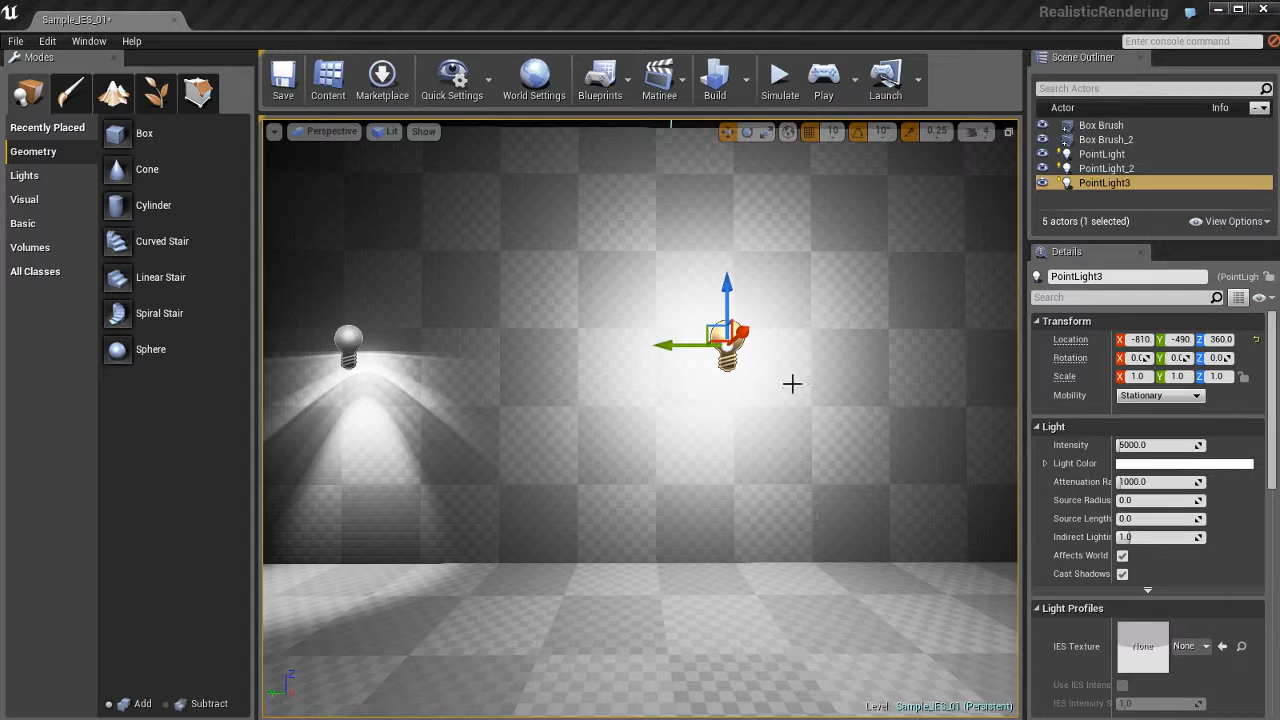 Sample_IES_01*
RealisticRendering
File Edit Window Help
Enter console command
Modes
Recently Placed
Geometry
Lights
Visual
Basic
Volumes
All Classes
Box
Cone
Cylinder
Curved Stair
Linear Stair
Spiral Stair
Sphere
Add Subtract
Save Content Marketplace Quick Settings World Settings Blueprints Matinee Build Simulate Play Launch
Perspective Lit Show
10 10° 0.25 4
Level: Sample_IES_01 (Persistent)
Z
Scene Outliner
Search Actors
Actor Info
Box Brush
Box Brush_2
PointLight
PointLight_2
PointLight3
5 actors (1 selected) View Options
Details
PointLight3 (PointLigh
Search
Transform
Location X -810 Y -490. Z 360.0
Rotation X 0.0 Y 0.0 Z 0.0
Scale X 1.0 Y 1.0 Z 1.0
Mobility Stationary
Light
Intensity 5000.0
Light Color
Attenuation Ra 1000.0
Source Radius 0.0
Source Length 0.0
Indirect Lightin 1.0
Affects World
Cast Shadows
Light Profiles
IES Texture None None
Use IES Intens
IES Intensity S 1.0